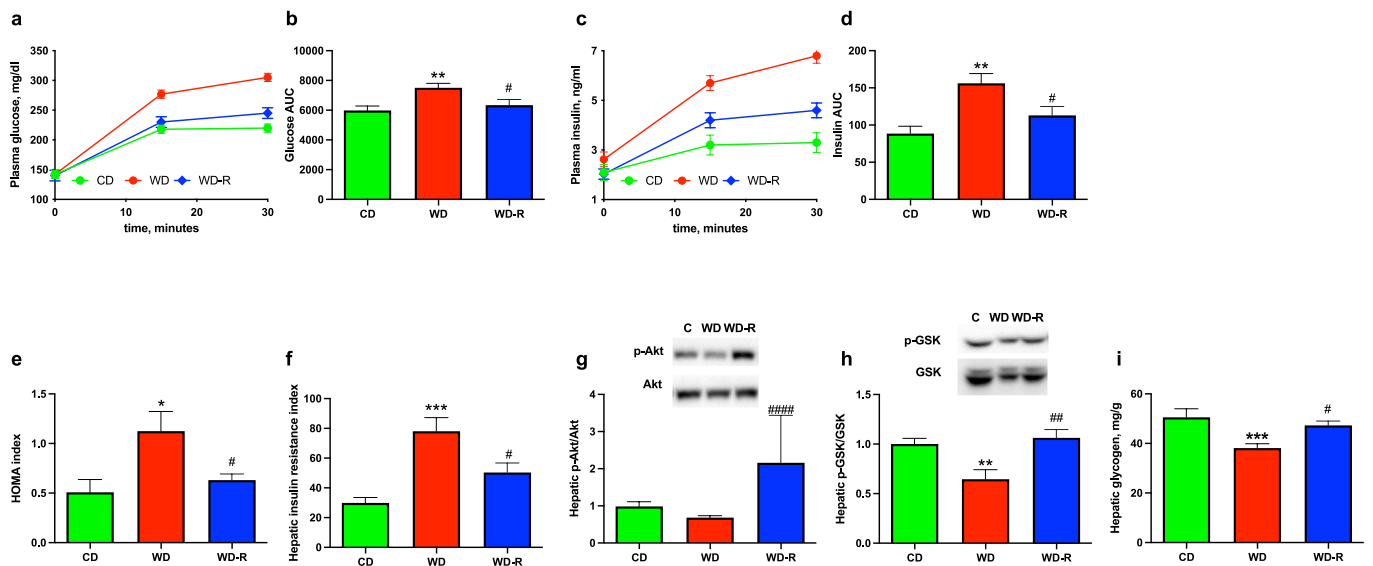 a
Plasma glucose, mg/dl
350
300
250
200
150
100
CD WD WD-R
0 10 20 30
time, minutes
b
Glucose AUC
10000
8000
6000
4000
2000
0
**
#
CD WD WD-R
c
Plasma insulin, ng/ml
7
5
3
1
CD WD WD-R
0 10 20 30
time, minutes
d
Insulin AUC
200
150
100
50
0
**
#
CD WD WD-R
e
HOMA index
1.5
1.0
0.5
0.0
*
#
CD WD WD-R
f
Hepatic insulin resistance index
100
80
60
40
20
0
***
#
CD WD WD-R
g
C WD WD-R
p-Akt
Akt
Hepatic p-Akt/Akt
4
3
2
1
0
####
CD WD WD-R
h
C WD WD-R
p-GSK
GSK
Hepatic p-GSK/GSK
1.5
1.0
0.5
0.0
**
##
CD WD WD-R
i
Hepatic glycogen, mg/g
60
40
20
0
***
#
CD WD WD-R